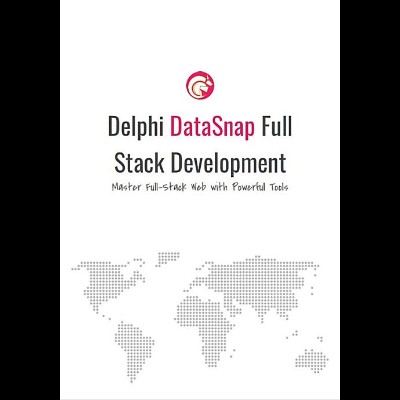 Delphi DataSnap Full
Stack Development
Master Full-Stack Web with Powerful Tools